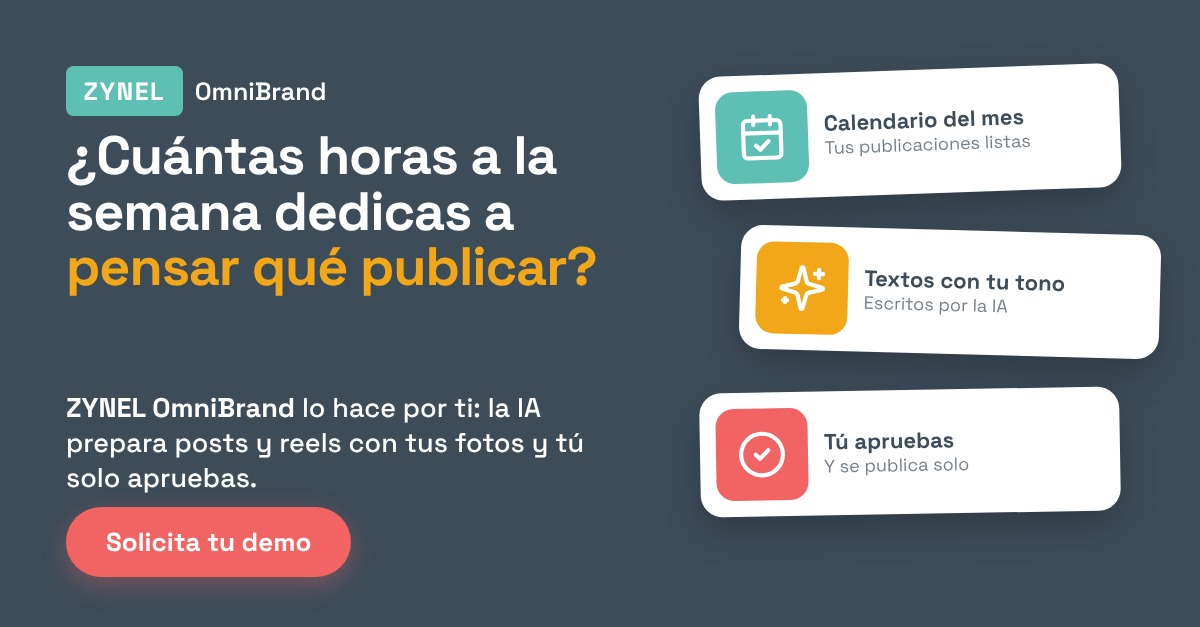 ZYNEL OmniBrand
¿Cuántas horas a la
semana dedicas a
pensar qué publicar?
ZYNEL OmniBrand lo hace por ti: la IA
prepara posts y reels con tus fotos y tú
solo apruebas.
Solicita tu demo
Calendario del mes
Tus publicaciones listas
Textos con tu tono
Escritos por la IA
Tú apruebas
Y se publica solo